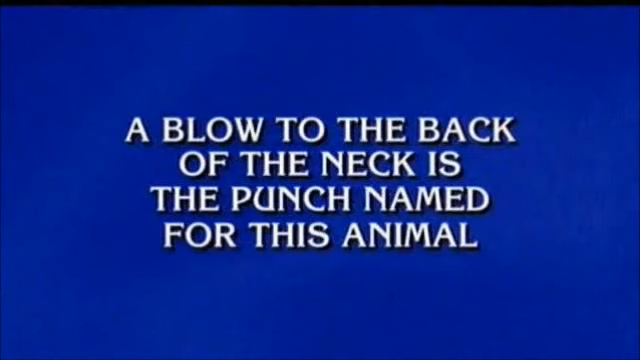 A BLOW TO THE BACK
OF THE NECK IS
THE PUNCH NAMED
FOR THIS ANIMAL